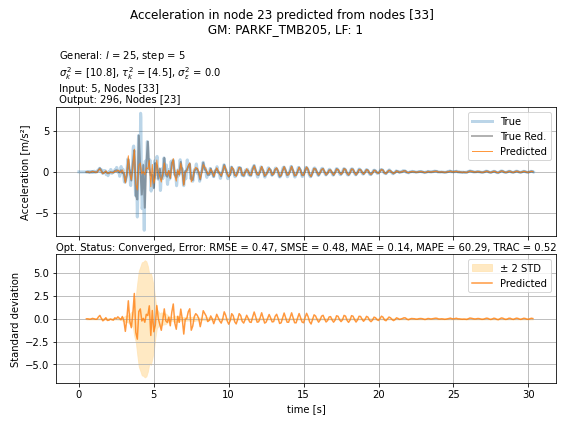 Acceleration in node 23 predicted from nodes [33]
GM: PARKF_TMB205, LF: 1
General: l = 25, step = 5
σ²ₖ = [10.8], τ²ₖ = [4.5], σ²ε = 0.0
Input: 5, Nodes [33]
Output: 296, Nodes [23]
Acceleration [m/s²]
5
0
−5
True
True Red.
Predicted
Opt. Status: Converged, Error: RMSE = 0.47, SMSE = 0.48, MAE = 0.14, MAPE = 60.29, TRAC = 0.52
Standard deviation
5.0
2.5
0.0
−2.5
−5.0
± 2 STD
Predicted
0 5 10 15 20 25 30
time [s]